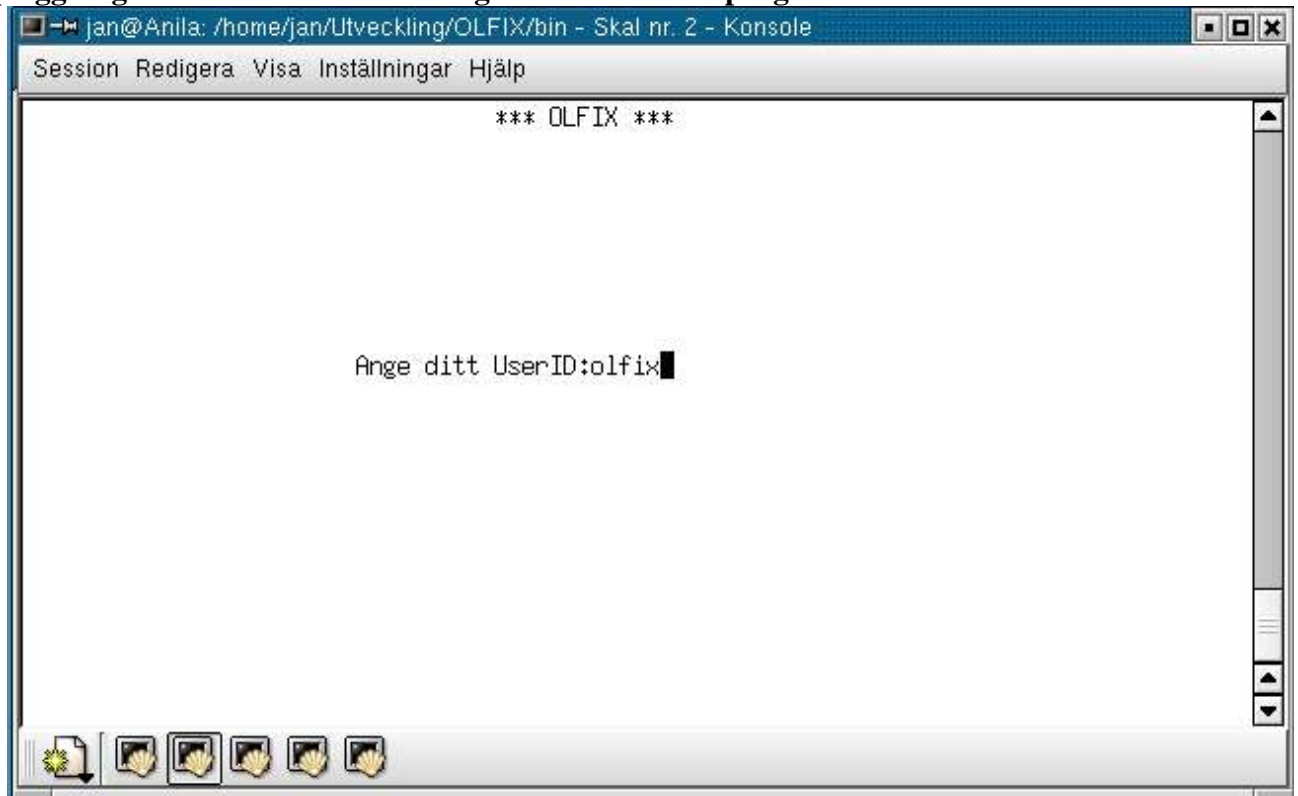 jan@Anila: /home/jan/Utveckling/OLFIX/bin - Skal nr. 2 - Konsole
Session Redigera Visa Inställningar Hjälp
*** OLFIX ***
Ange ditt UserID:olfix